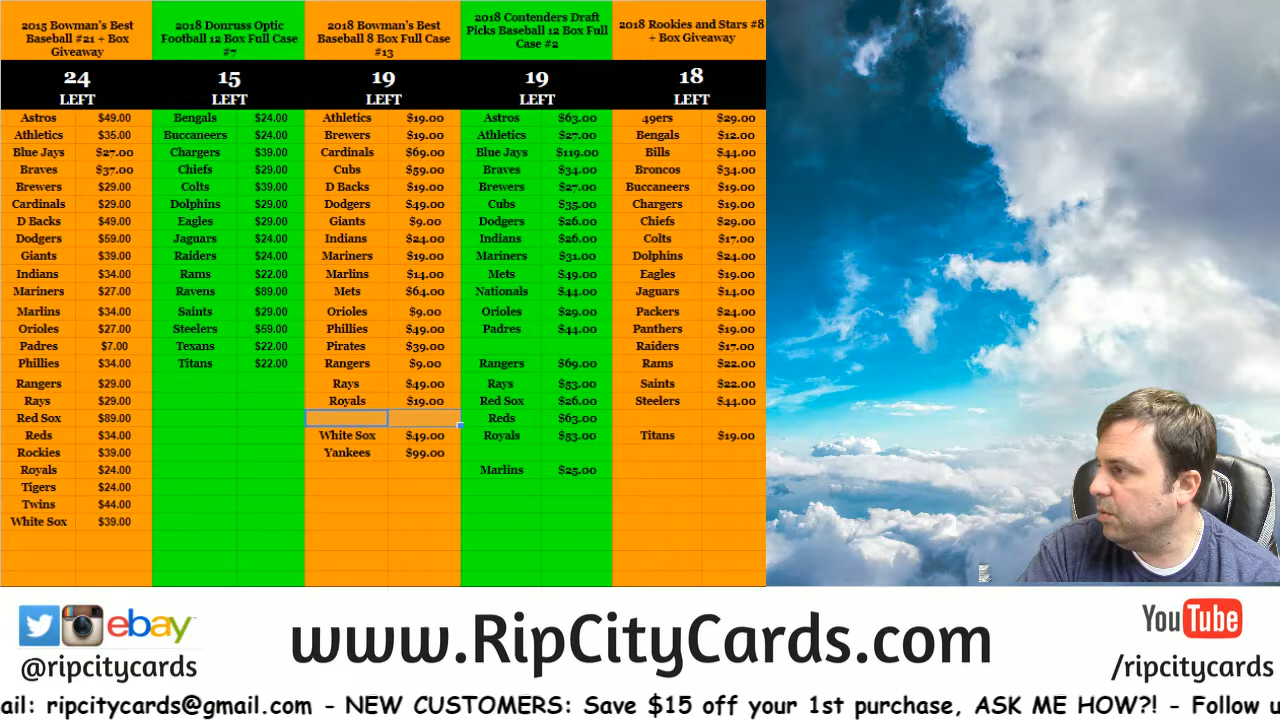 2015 Bowman's Best
Baseball #21 + Box
Giveaway
24
LEFT
Astros $49.00
Athletics $35.00
Blue Jays $27.00
Braves $37.00
Brewers $29.00
Cardinals $29.00
D Backs $49.00
Dodgers $59.00
Giants $39.00
Indians $34.00
Mariners $27.00
Marlins $34.00
Orioles $27.00
Padres $7.00
Phillies $34.00
Rangers $29.00
Rays $29.00
Red Sox $89.00
Reds $34.00
Rockies $39.00
Royals $24.00
Tigers $24.00
Twins $44.00
White Sox $39.00
2018 Donruss Optic
Football 12 Box Full Case
#7
15
LEFT
Bengals $24.00
Buccaneers $24.00
Chargers $39.00
Chiefs $29.00
Colts $39.00
Dolphins $29.00
Eagles $29.00
Jaguars $24.00
Raiders $24.00
Rams $22.00
Ravens $89.00
Saints $29.00
Steelers $59.00
Texans $22.00
Titans $22.00
2018 Bowman's Best
Baseball 8 Box Full Case
#13
19
LEFT
Athletics $19.00
Brewers $19.00
Cardinals $69.00
Cubs $59.00
D Backs $19.00
Dodgers $49.00
Giants $9.00
Indians $24.00
Mariners $19.00
Marlins $14.00
Mets $64.00
Orioles $9.00
Phillies $49.00
Pirates $39.00
Rangers $9.00
Rays $49.00
Royals $19.00
White Sox $49.00
Yankees $99.00
2018 Contenders Draft
Picks Baseball 12 Box Full
Case #2
19
LEFT
Astros $63.00
Athletics $27.00
Blue Jays $119.00
Braves $34.00
Brewers $27.00
Cubs $35.00
Dodgers $26.00
Indians $26.00
Mariners $31.00
Mets $49.00
Nationals $44.00
Orioles $29.00
Padres $44.00
Rangers $69.00
Rays $53.00
Red Sox $26.00
Reds $63.00
Royals $53.00
Marlins $25.00
2018 Rookies and Stars #8
+ Box Giveaway
18
LEFT
49ers $29.00
Bengals $12.00
Bills $44.00
Broncos $34.00
Buccaneers $19.00
Chargers $19.00
Chiefs $29.00
Colts $17.00
Dolphins $24.00
Eagles $19.00
Jaguars $14.00
Packers $24.00
Panthers $19.00
Raiders $17.00
Rams $22.00
Saints $22.00
Steelers $44.00
Titans $19.00
ebay
@ripcitycards
www.RipCityCards.com
YouTube
/ripcitycards
ail: ripcitycards@gmail.com - NEW CUSTOMERS: Save $15 off your 1st purchase, ASK ME HOW?! - Follow u